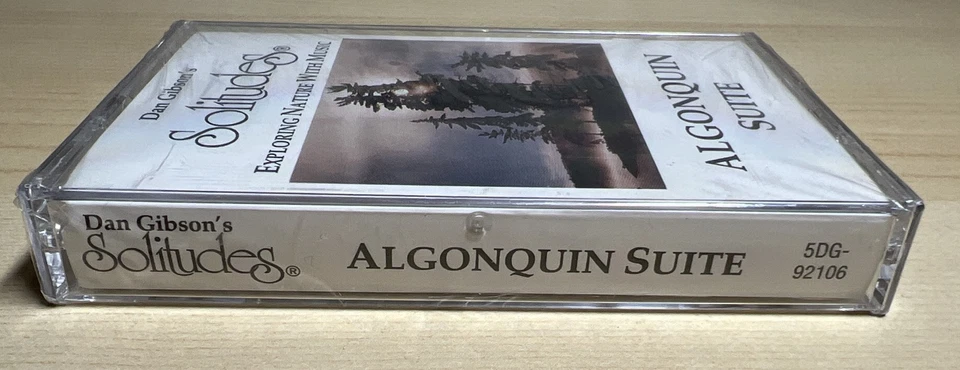 Dan Gibson's
Solitudes®
EXPLORING NATURE WITH MUSIC
ALGONQUIN
SUITE
Dan Gibson's
Solitudes®
ALGONQUIN SUITE
5DG-
92106